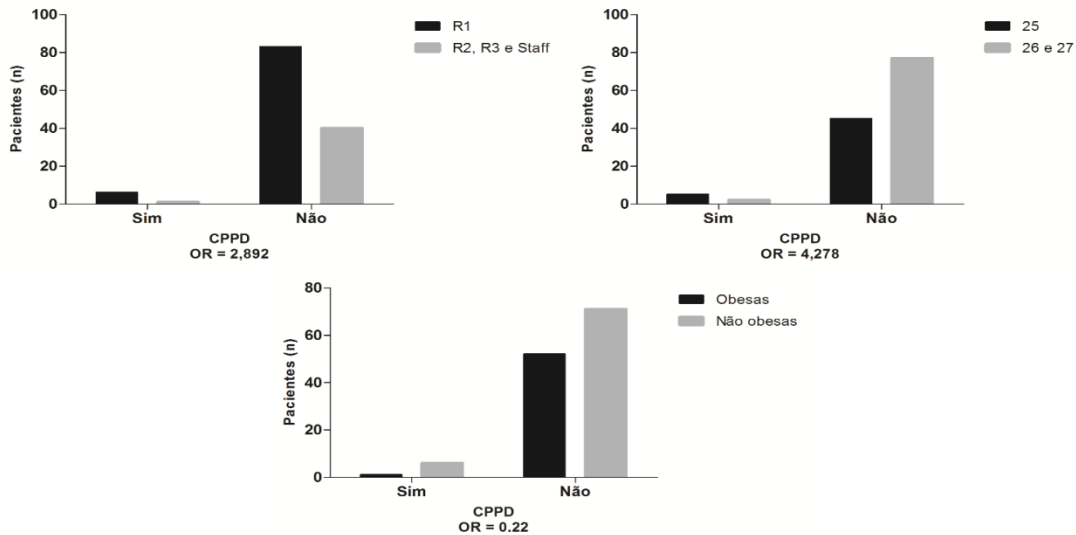 100
80
60
40
20
0
Pacientes (n)
Sim
Não
CPPD
OR = 2,892
R1
R2, R3 e Staff
100
80
60
40
20
0
Pacientes (n)
Sim
Não
CPPD
OR = 4,278
25
26 e 27
80
60
40
20
0
Pacientes (n)
Sim
Não
CPPD
OR = 0.22
Obesas
Não obesas